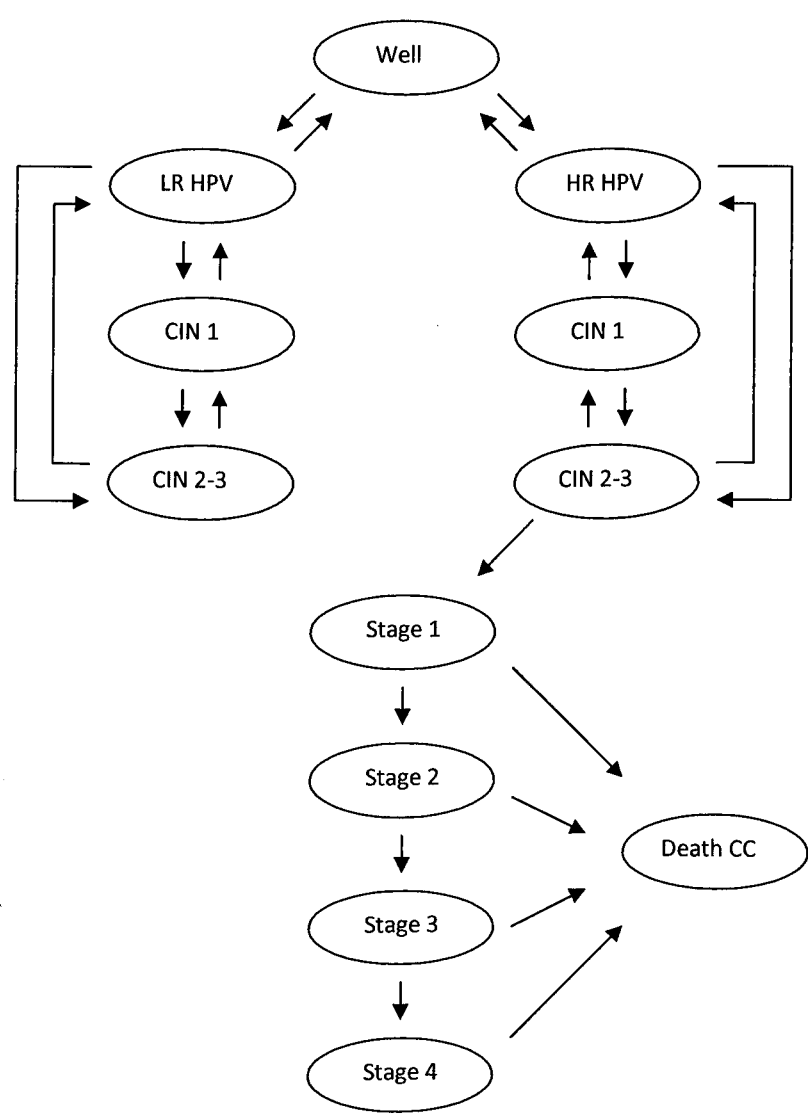 Well
LR HPV
HR HPV
CIN 1
CIN 1
CIN 2-3
CIN 2-3
Stage 1
Stage 2
Death CC
Stage 3
Stage 4